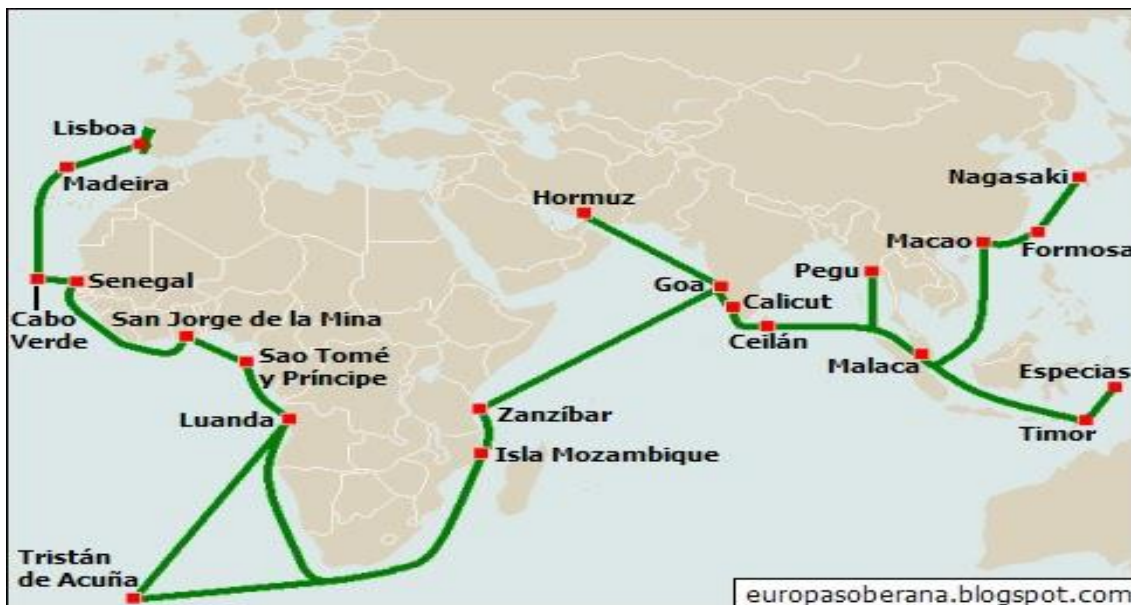 Lisboa
Madeira
Hormuz
Nagasaki
Macao
Formosa
Pegu
Senegal
Goa
Calicut
Cabo
Verde
San Jorge de la Mina
Ceilán
Sao Tomé
y Príncipe
Malaca
Especias
Luanda
Zanzíbar
Timor
Isla Mozambique
Tristán
de Acuña
europasoberana.blogspot.com